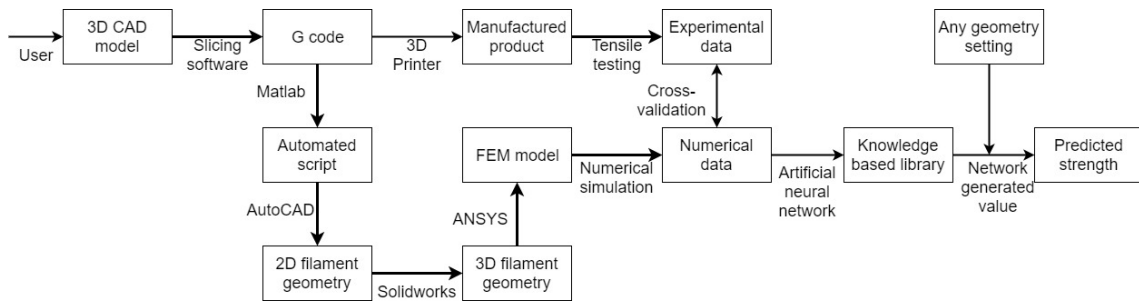 3D CAD
model
G code
Manufactured
product
Experimental
data
Any geometry
setting
User
Slicing
software
3D
Printer
Tensile
testing
Matlab
Cross-
validation
Automated
script
FEM model
Numerical
data
Knowledge
based library
Predicted
strength
Numerical
simulation
Artificial
neural
network
Network
generated
value
AutoCAD
ANSYS
2D filament
geometry
Solidworks
3D filament
geometry